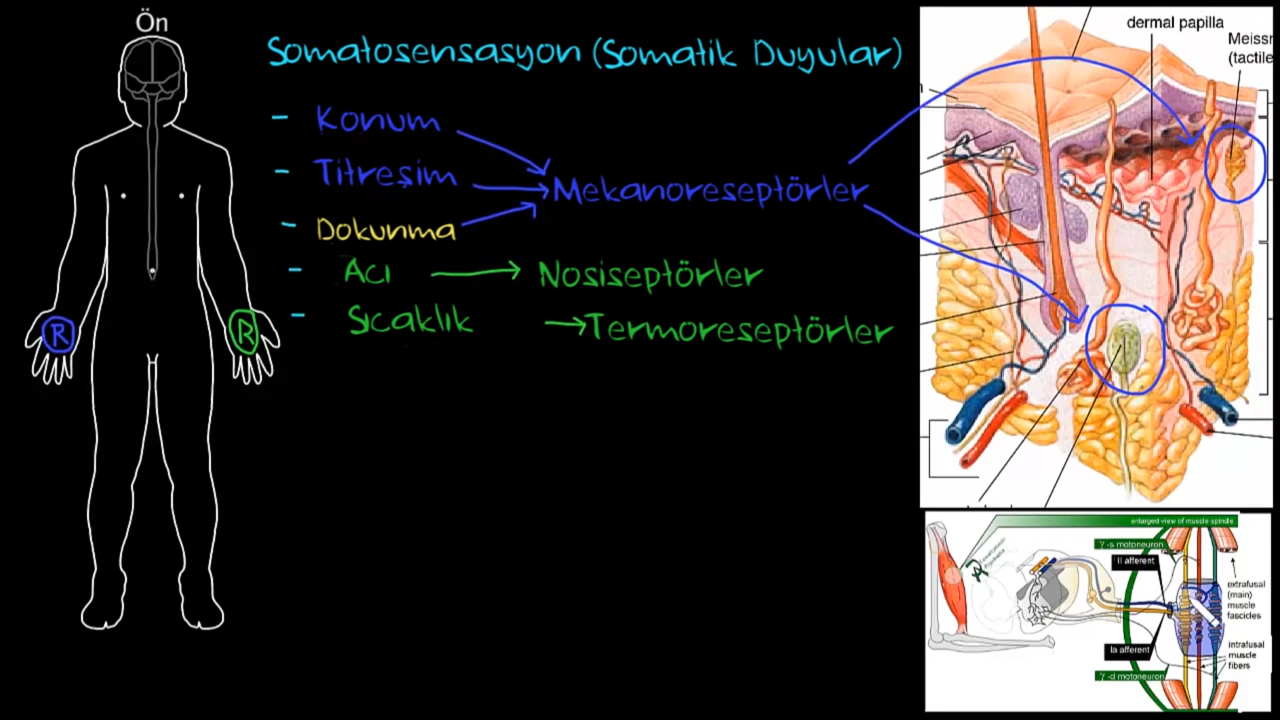 Ön
Somatosensasyon (Somatik Duyular)
- Konum
- Titreşim
- Dokunma
- Acı
- Sıcaklık
Mekanoreseptörler
Nosiseptörler
Termoreseptörler
R
R
dermal papilla
Meissr
(tactile
enlarged view of muscle spindle
γ -s motoneuron
II afferent
extrafusal
(main)
muscle
fascicles
Ia afferent
intrafusal
muscle
fibers
γ -d motoneuron